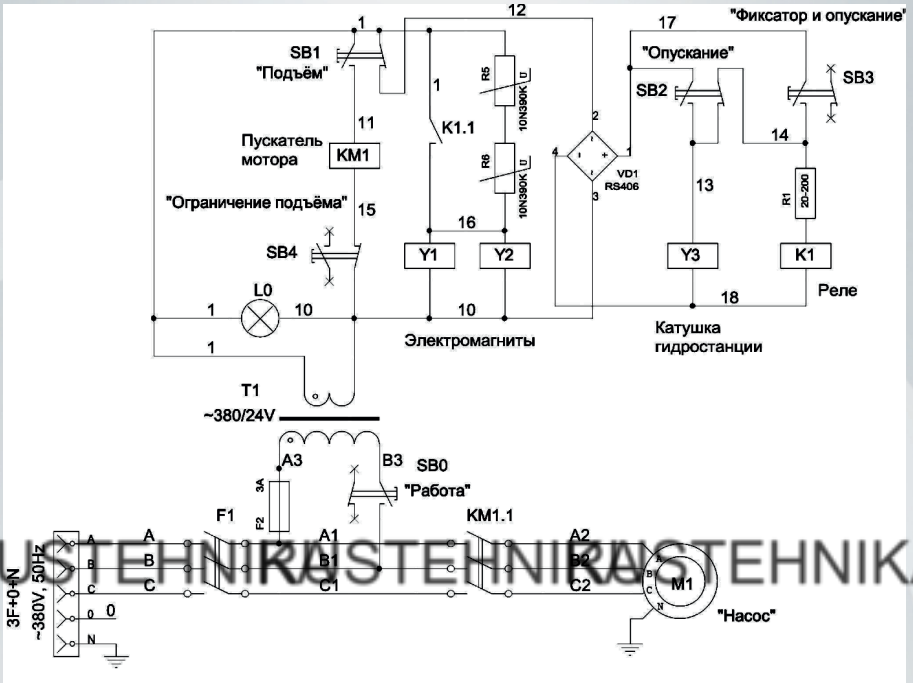 1
12
17
"Фиксатор и опускание"
SB1
"Подъём"
R5
U
10N390K
"Опускание"
SB2
SB3
1
11
K1.1
Пускатель
мотора
KM1
R6
U
10N390K
2
4
1
3
VD1
RS406
14
13
R1
20-200
"Ограничение подъёма"
15
16
SB4
Y1
Y2
Y3
K1
Реле
L0
1
10
10
18
1
Электромагниты
Катушка
гидростанции
T1
~380/24V
A3
B3
SB0
"Работа"
3A
F2
F1
KM1.1
3F+0+N
~380V, 50Hz
A
A
A1
A2
A
B
B
B1
B2
B
C
C
C1
C2
C
0
0
N
N
M1
"Насос"
USTEHNIKA
RUSTEHNIKA
RUSTEHNIK